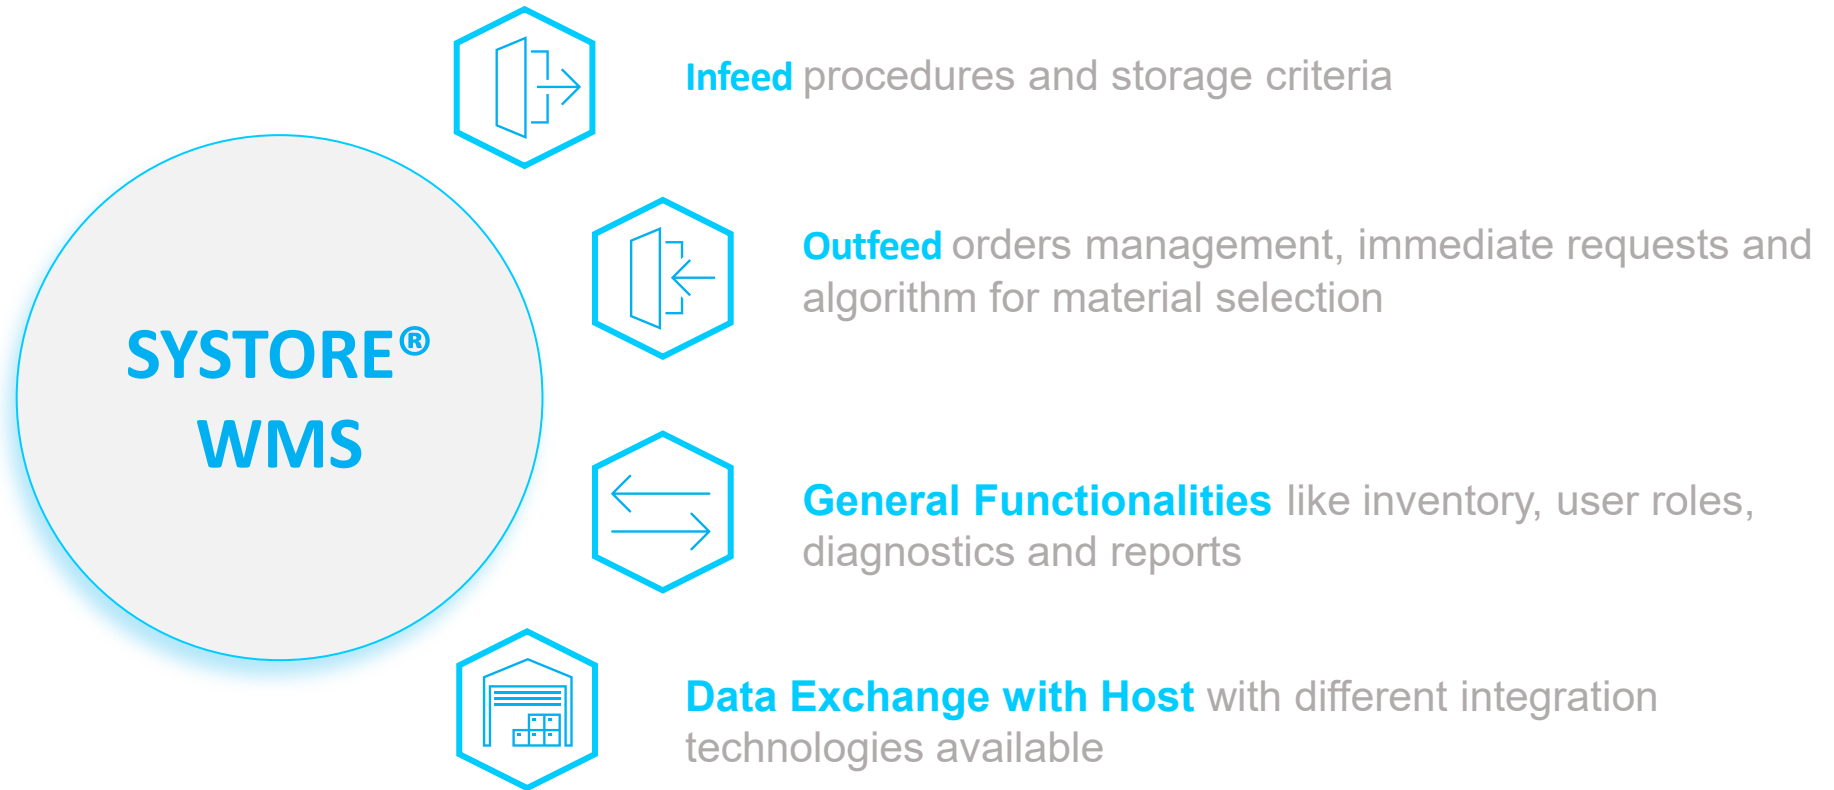 SYSTORE®
WMS
Infeed procedures and storage criteria
Outfeed orders management, immediate requests and
algorithm for material selection
General Functionalities like inventory, user roles,
diagnostics and reports
Data Exchange with Host with different integration
technologies available